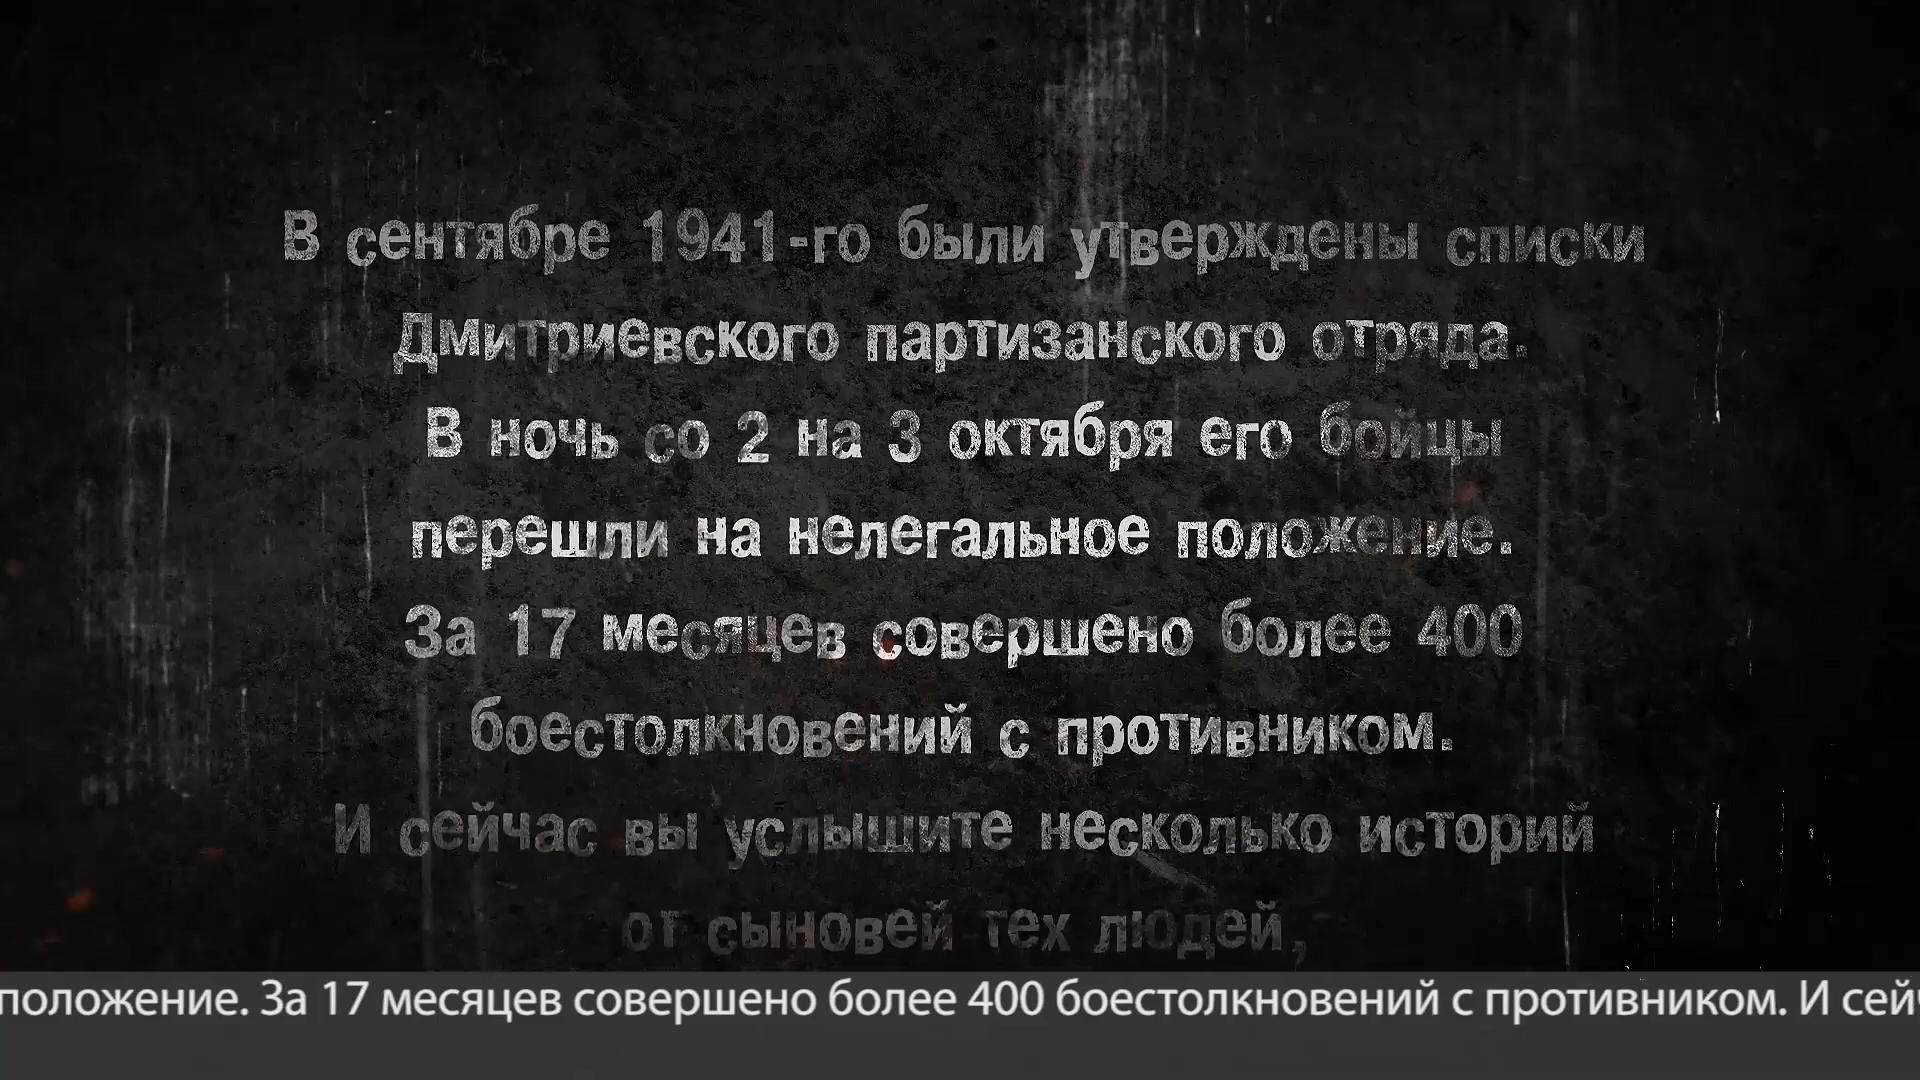 В сентябре 1941-го были утверждены списки
Дмитриевского партизанского отряда.
В ночь со 2 на 3 октября его бойцы
перешли на нелегальное положение.
За 17 месяцев совершено более 400
боестолкновений с противником.
И сейчас вы услышите несколько историй
от сыновей тех людей,
положение. За 17 месяцев совершено более 400 боестолкновений с противником. И сейч